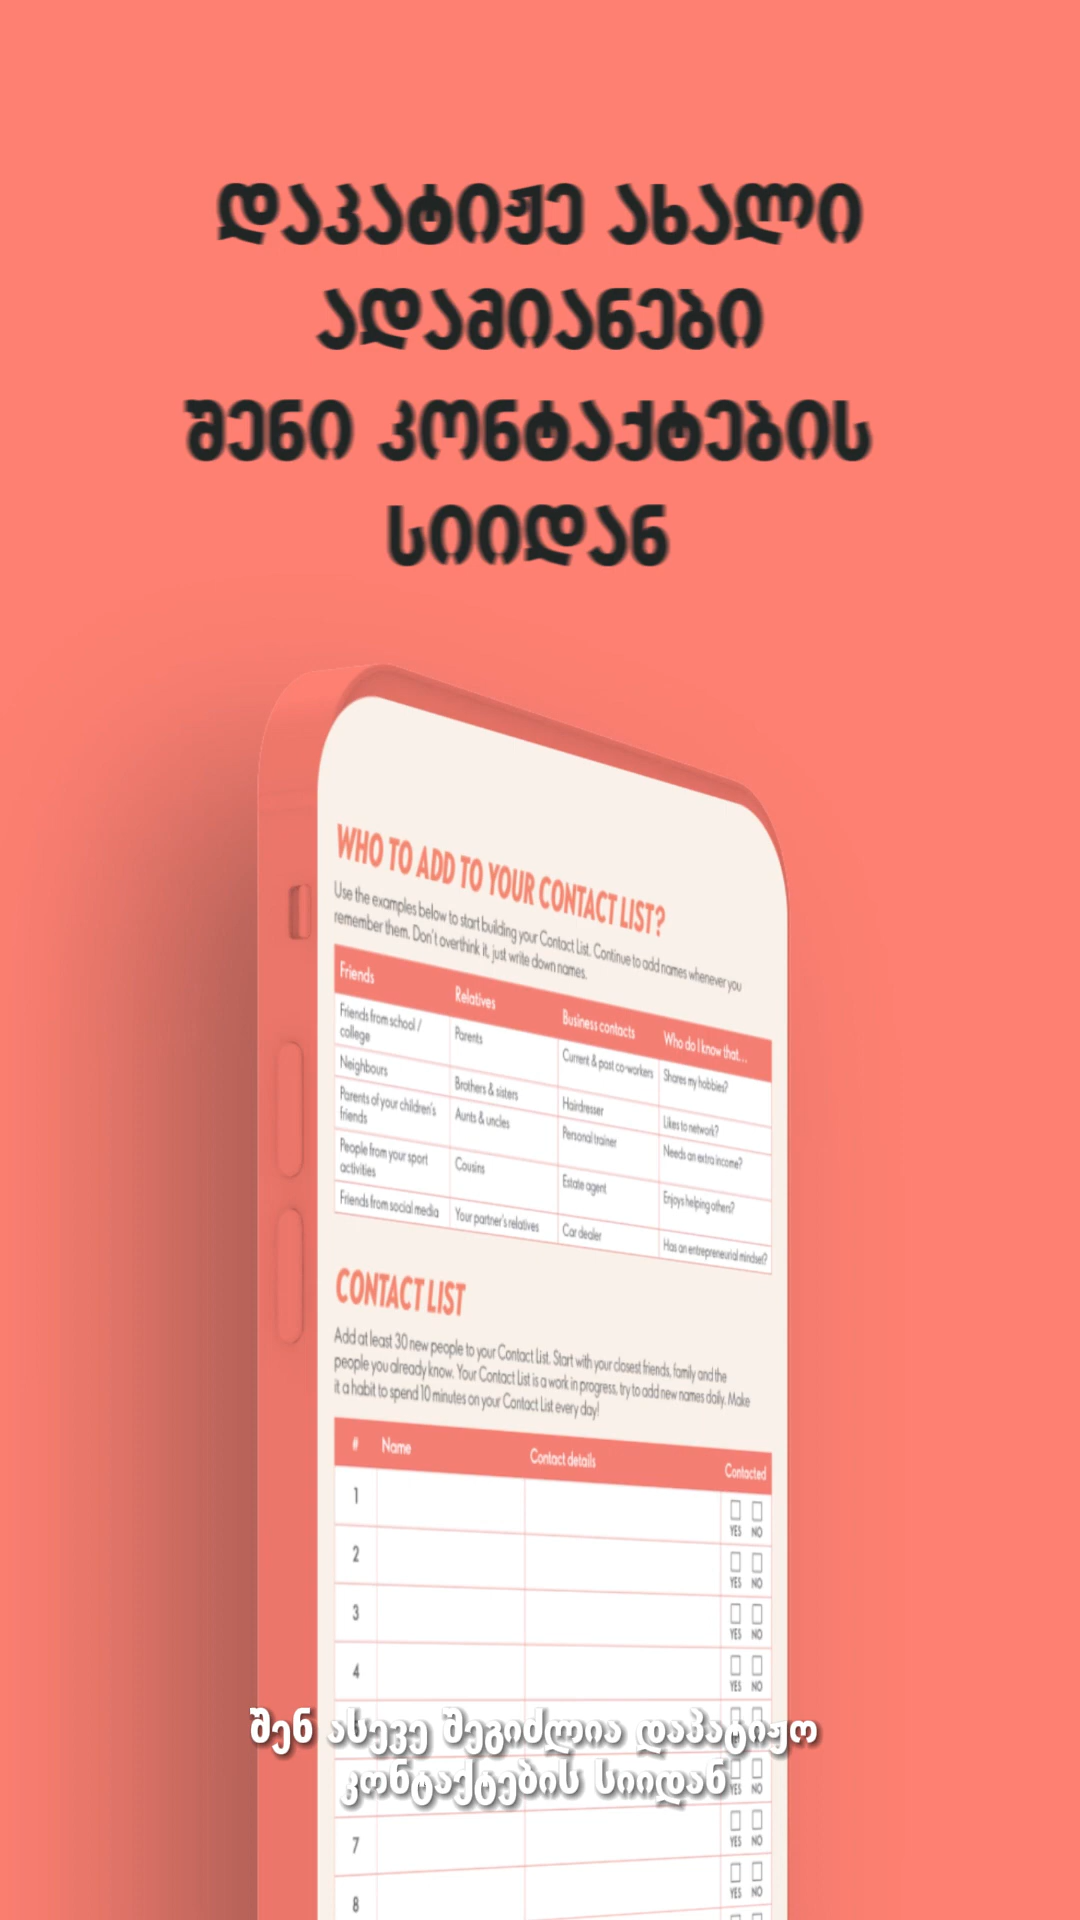 დაპატიჟე ახალი
ადამიანები
შენი კონტაქტების
სიიდან
WHO TO ADD TO YOUR CONTACT LIST?
Use the examples below to start building your Contact List. Continue to add names whenever you
remember them. Don't overthink it, just write down names.
Friends Relatives Business contacts Who do I know that...
Friends from school / college Parents Current & past co-workers Shares my hobbies?
Neighbours Brothers & sisters Hairdresser Likes to network?
Parents of your children's friends Aunts & uncles Personal trainer Needs an extra income?
People from your sport activities Cousins Estate agent Enjoys helping others?
Friends from social media Your partner's relatives Car dealer Has an entrepreneurial mindset?
CONTACT LIST
Add at least 30 new people to your Contact List. Start with your closest friends, family and the
people you already know. Your Contact List is a work in progress, try to add new names daily. Make
it a habit to spend 10 minutes on your Contact List every day!
# Name Contact details Contacted
1 YES NO
2 YES NO
3 YES NO
4 YES NO
შენ ასევე შეგიძლია დაპატიჟო
კონტაქტების სიიდან
YES NO
7 YES NO
8 YES NO